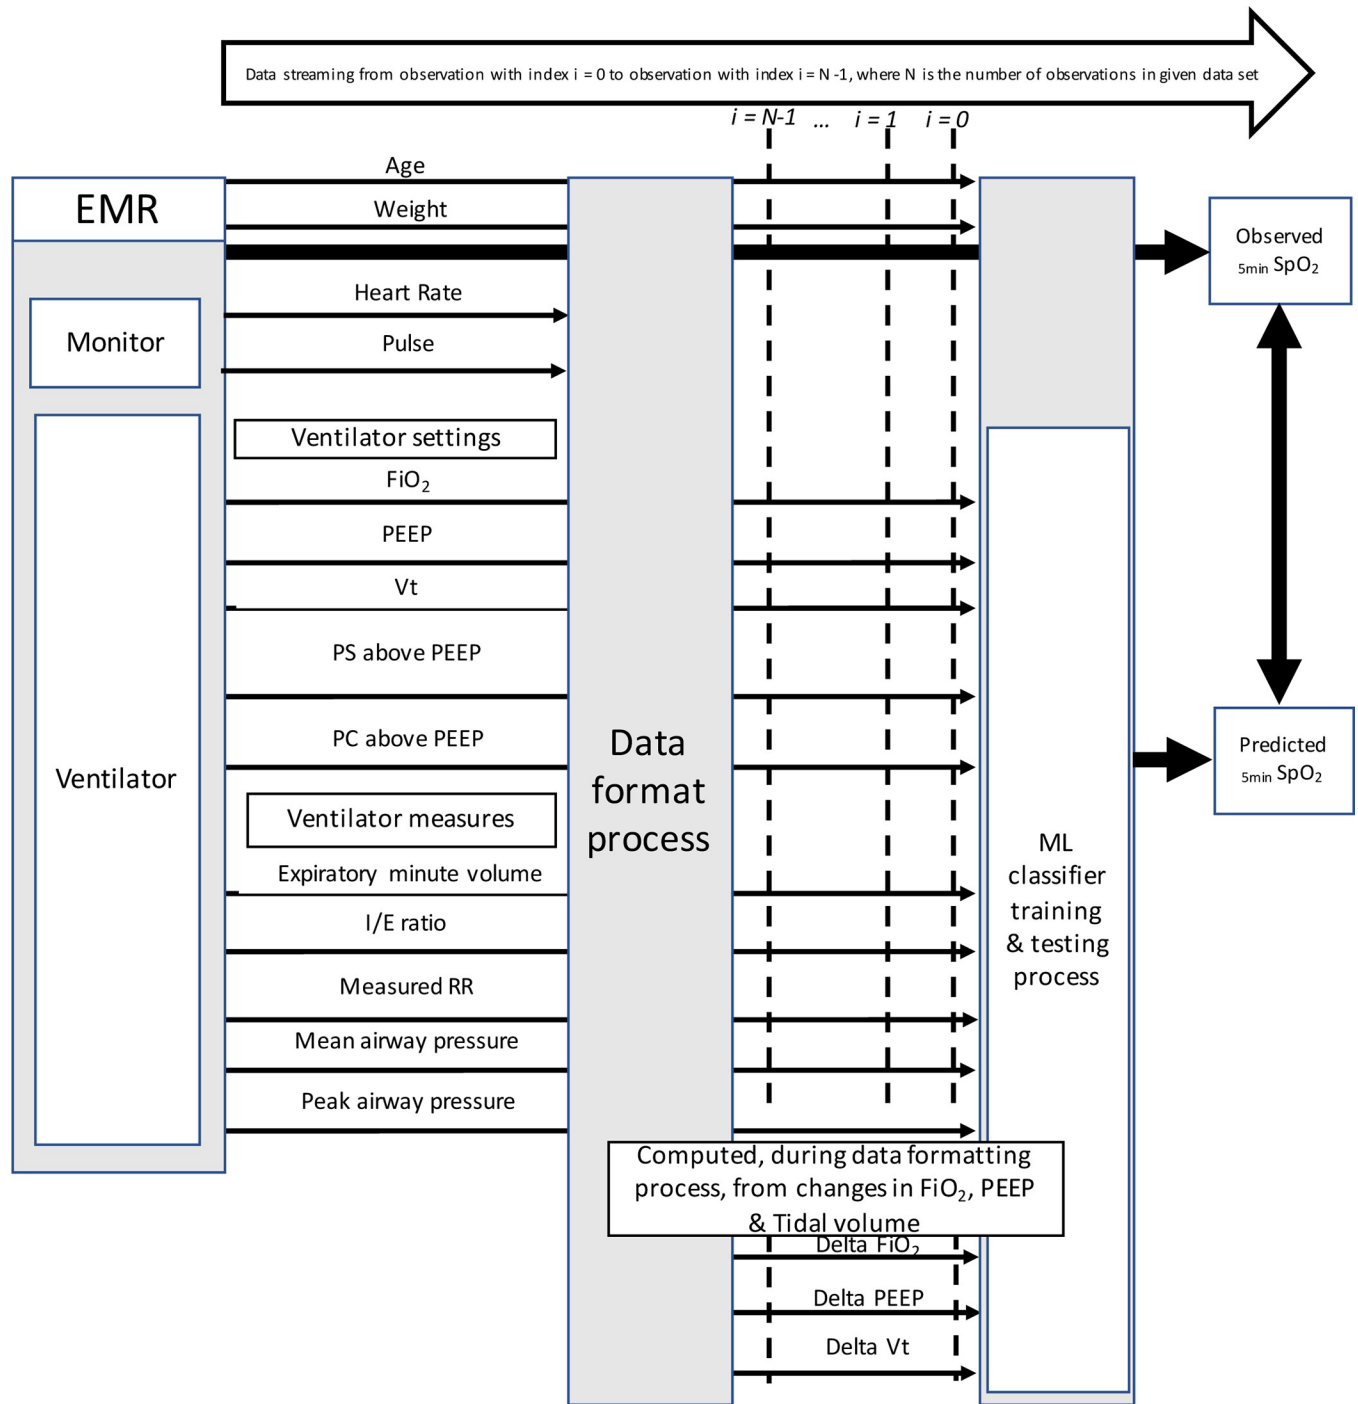 Data streaming from observation with index i = 0 to observation with index i = N -1, where N is the number of observations in given data set
i = N-1 ... i = 1 i = 0
EMR
Monitor
Ventilator
Age
Weight
Heart Rate
Pulse
Ventilator settings
FiO₂
PEEP
Vt
PS above PEEP
PC above PEEP
Ventilator measures
Expiratory minute volume
I/E ratio
Measured RR
Mean airway pressure
Peak airway pressure
Data
format
process
Computed, during data formatting
process, from changes in FiO₂, PEEP
& Tidal volume
Delta FiO₂
Delta PEEP
Delta Vt
ML
classifier
training
& testing
process
Observed
5min SpO₂
Predicted
5min SpO₂